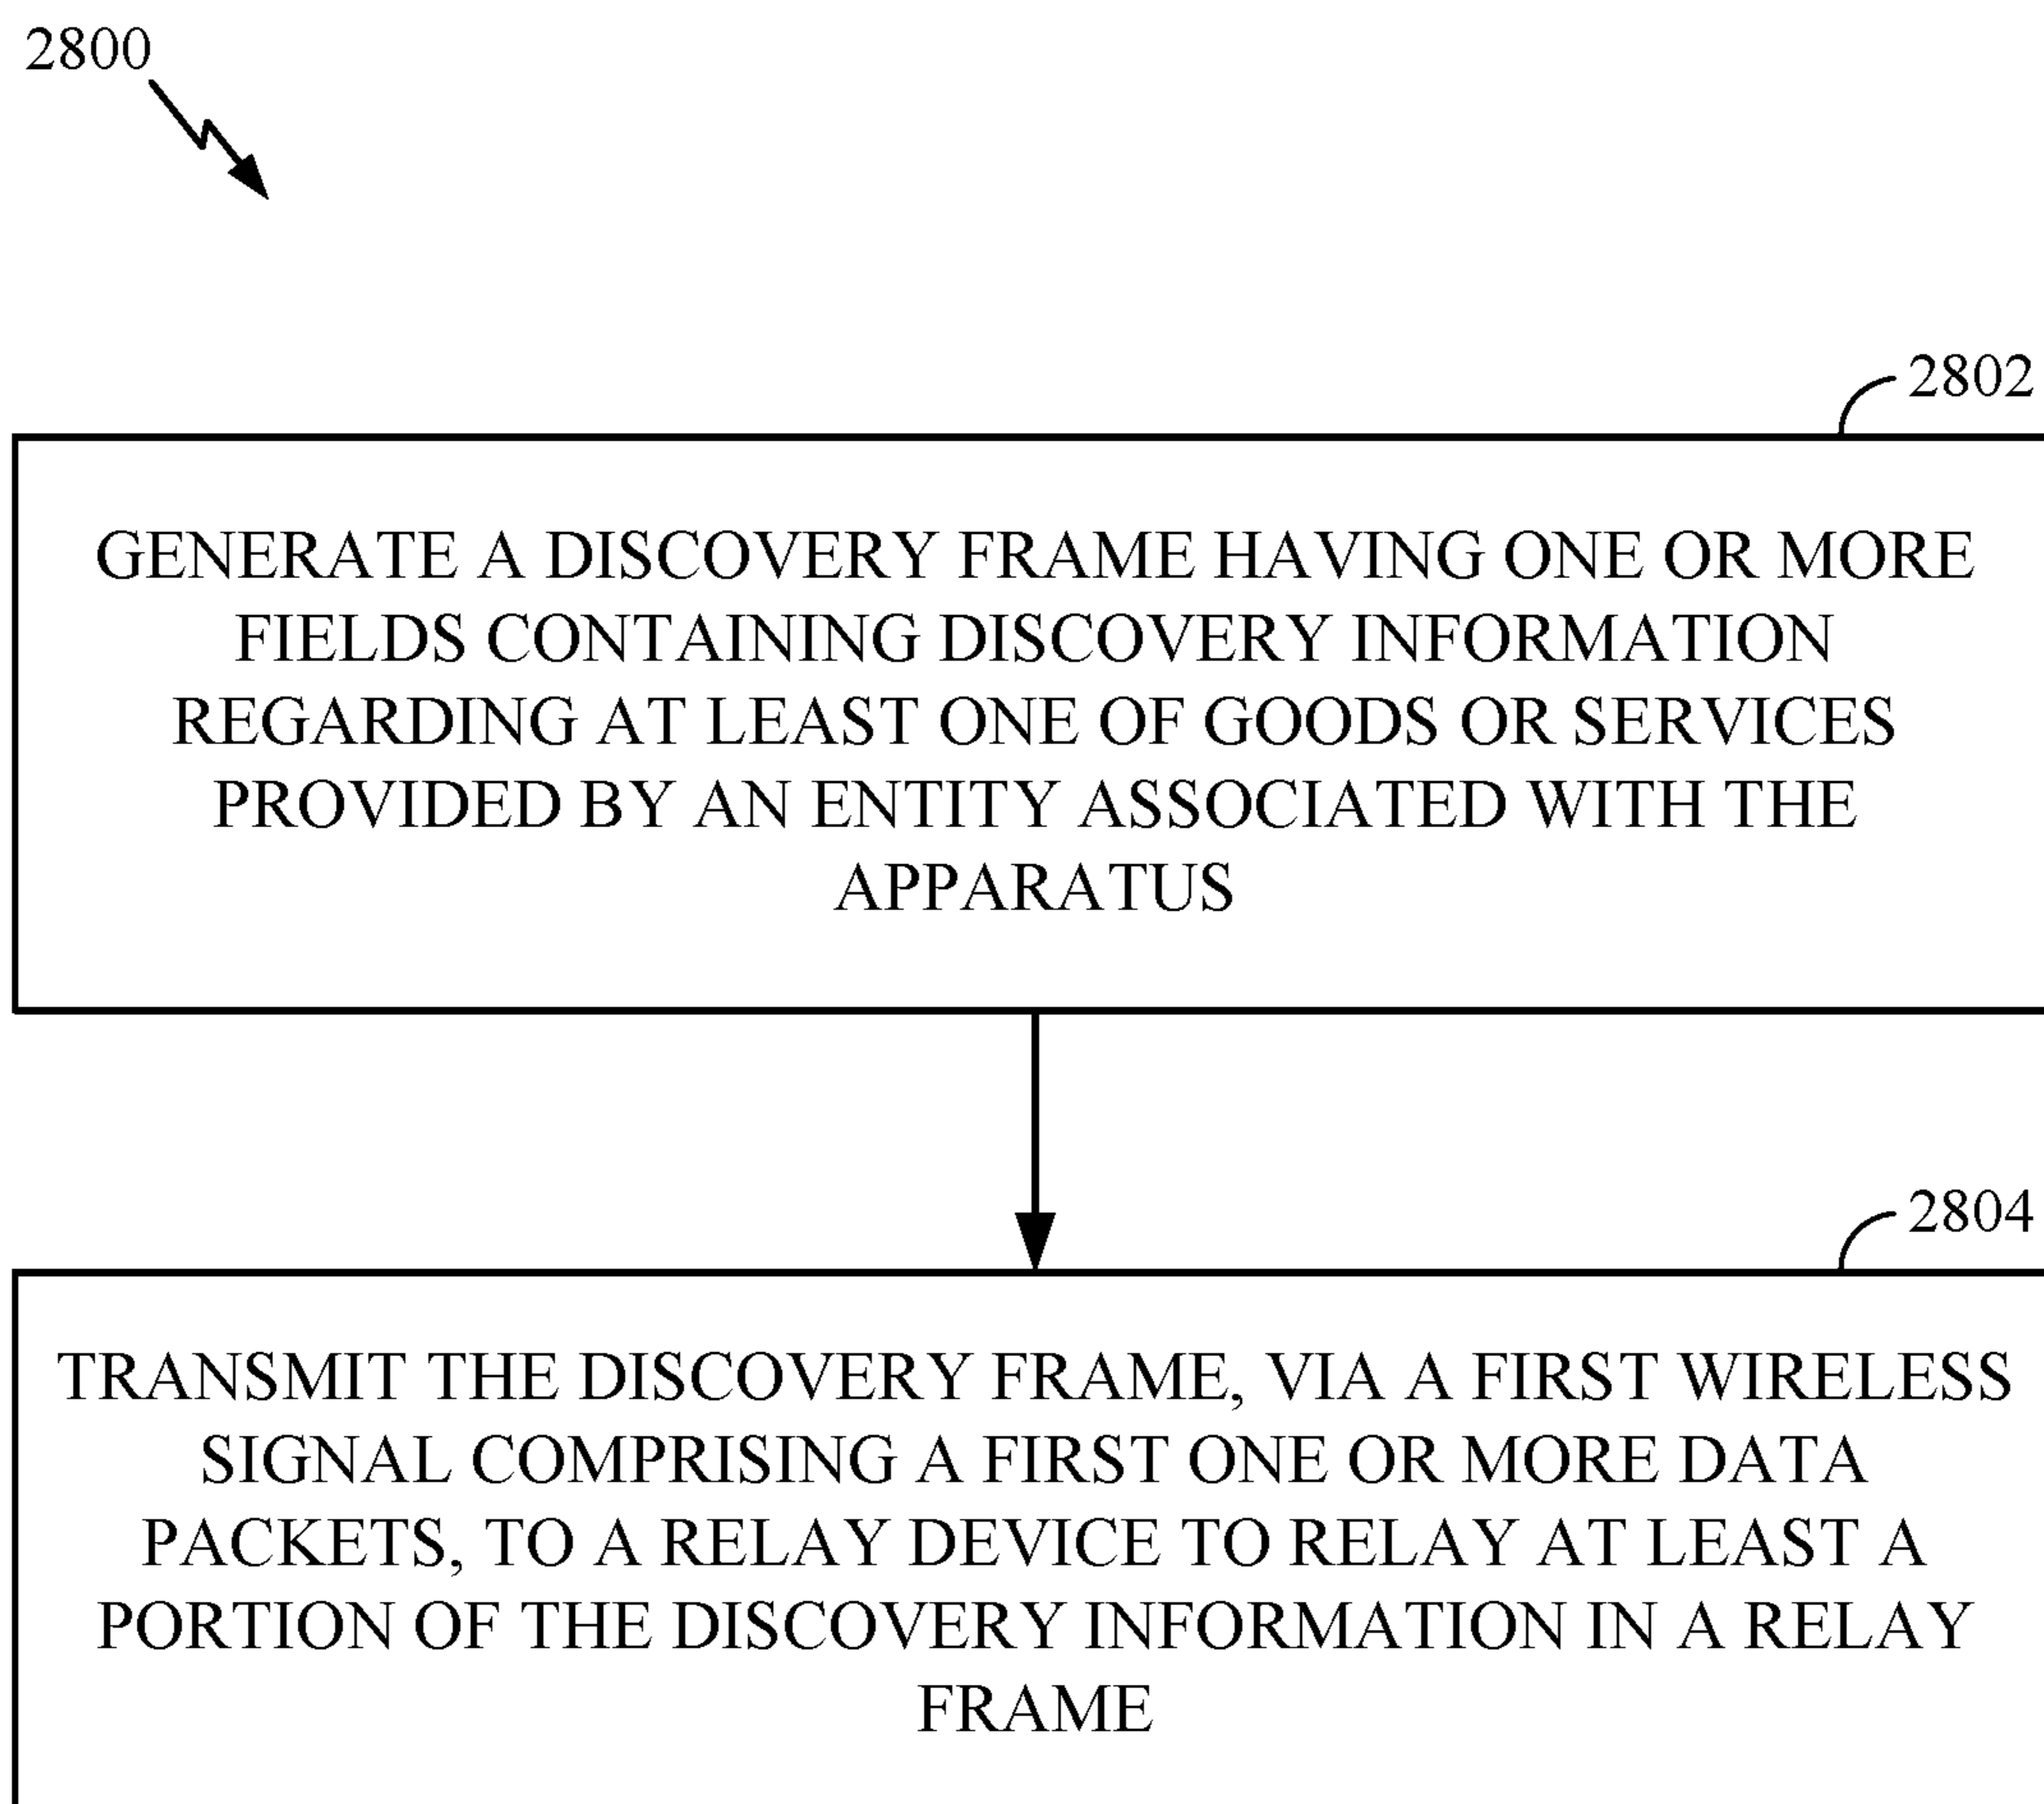 2800
2802
GENERATE A DISCOVERY FRAME HAVING ONE OR MORE
FIELDS CONTAINING DISCOVERY INFORMATION
REGARDING AT LEAST ONE OF GOODS OR SERVICES
PROVIDED BY AN ENTITY ASSOCIATED WITH THE
APPARATUS
2804
TRANSMIT THE DISCOVERY FRAME, VIA A FIRST WIRELESS
SIGNAL COMPRISING A FIRST ONE OR MORE DATA
PACKETS, TO A RELAY DEVICE TO RELAY AT LEAST A
PORTION OF THE DISCOVERY INFORMATION IN A RELAY
FRAME